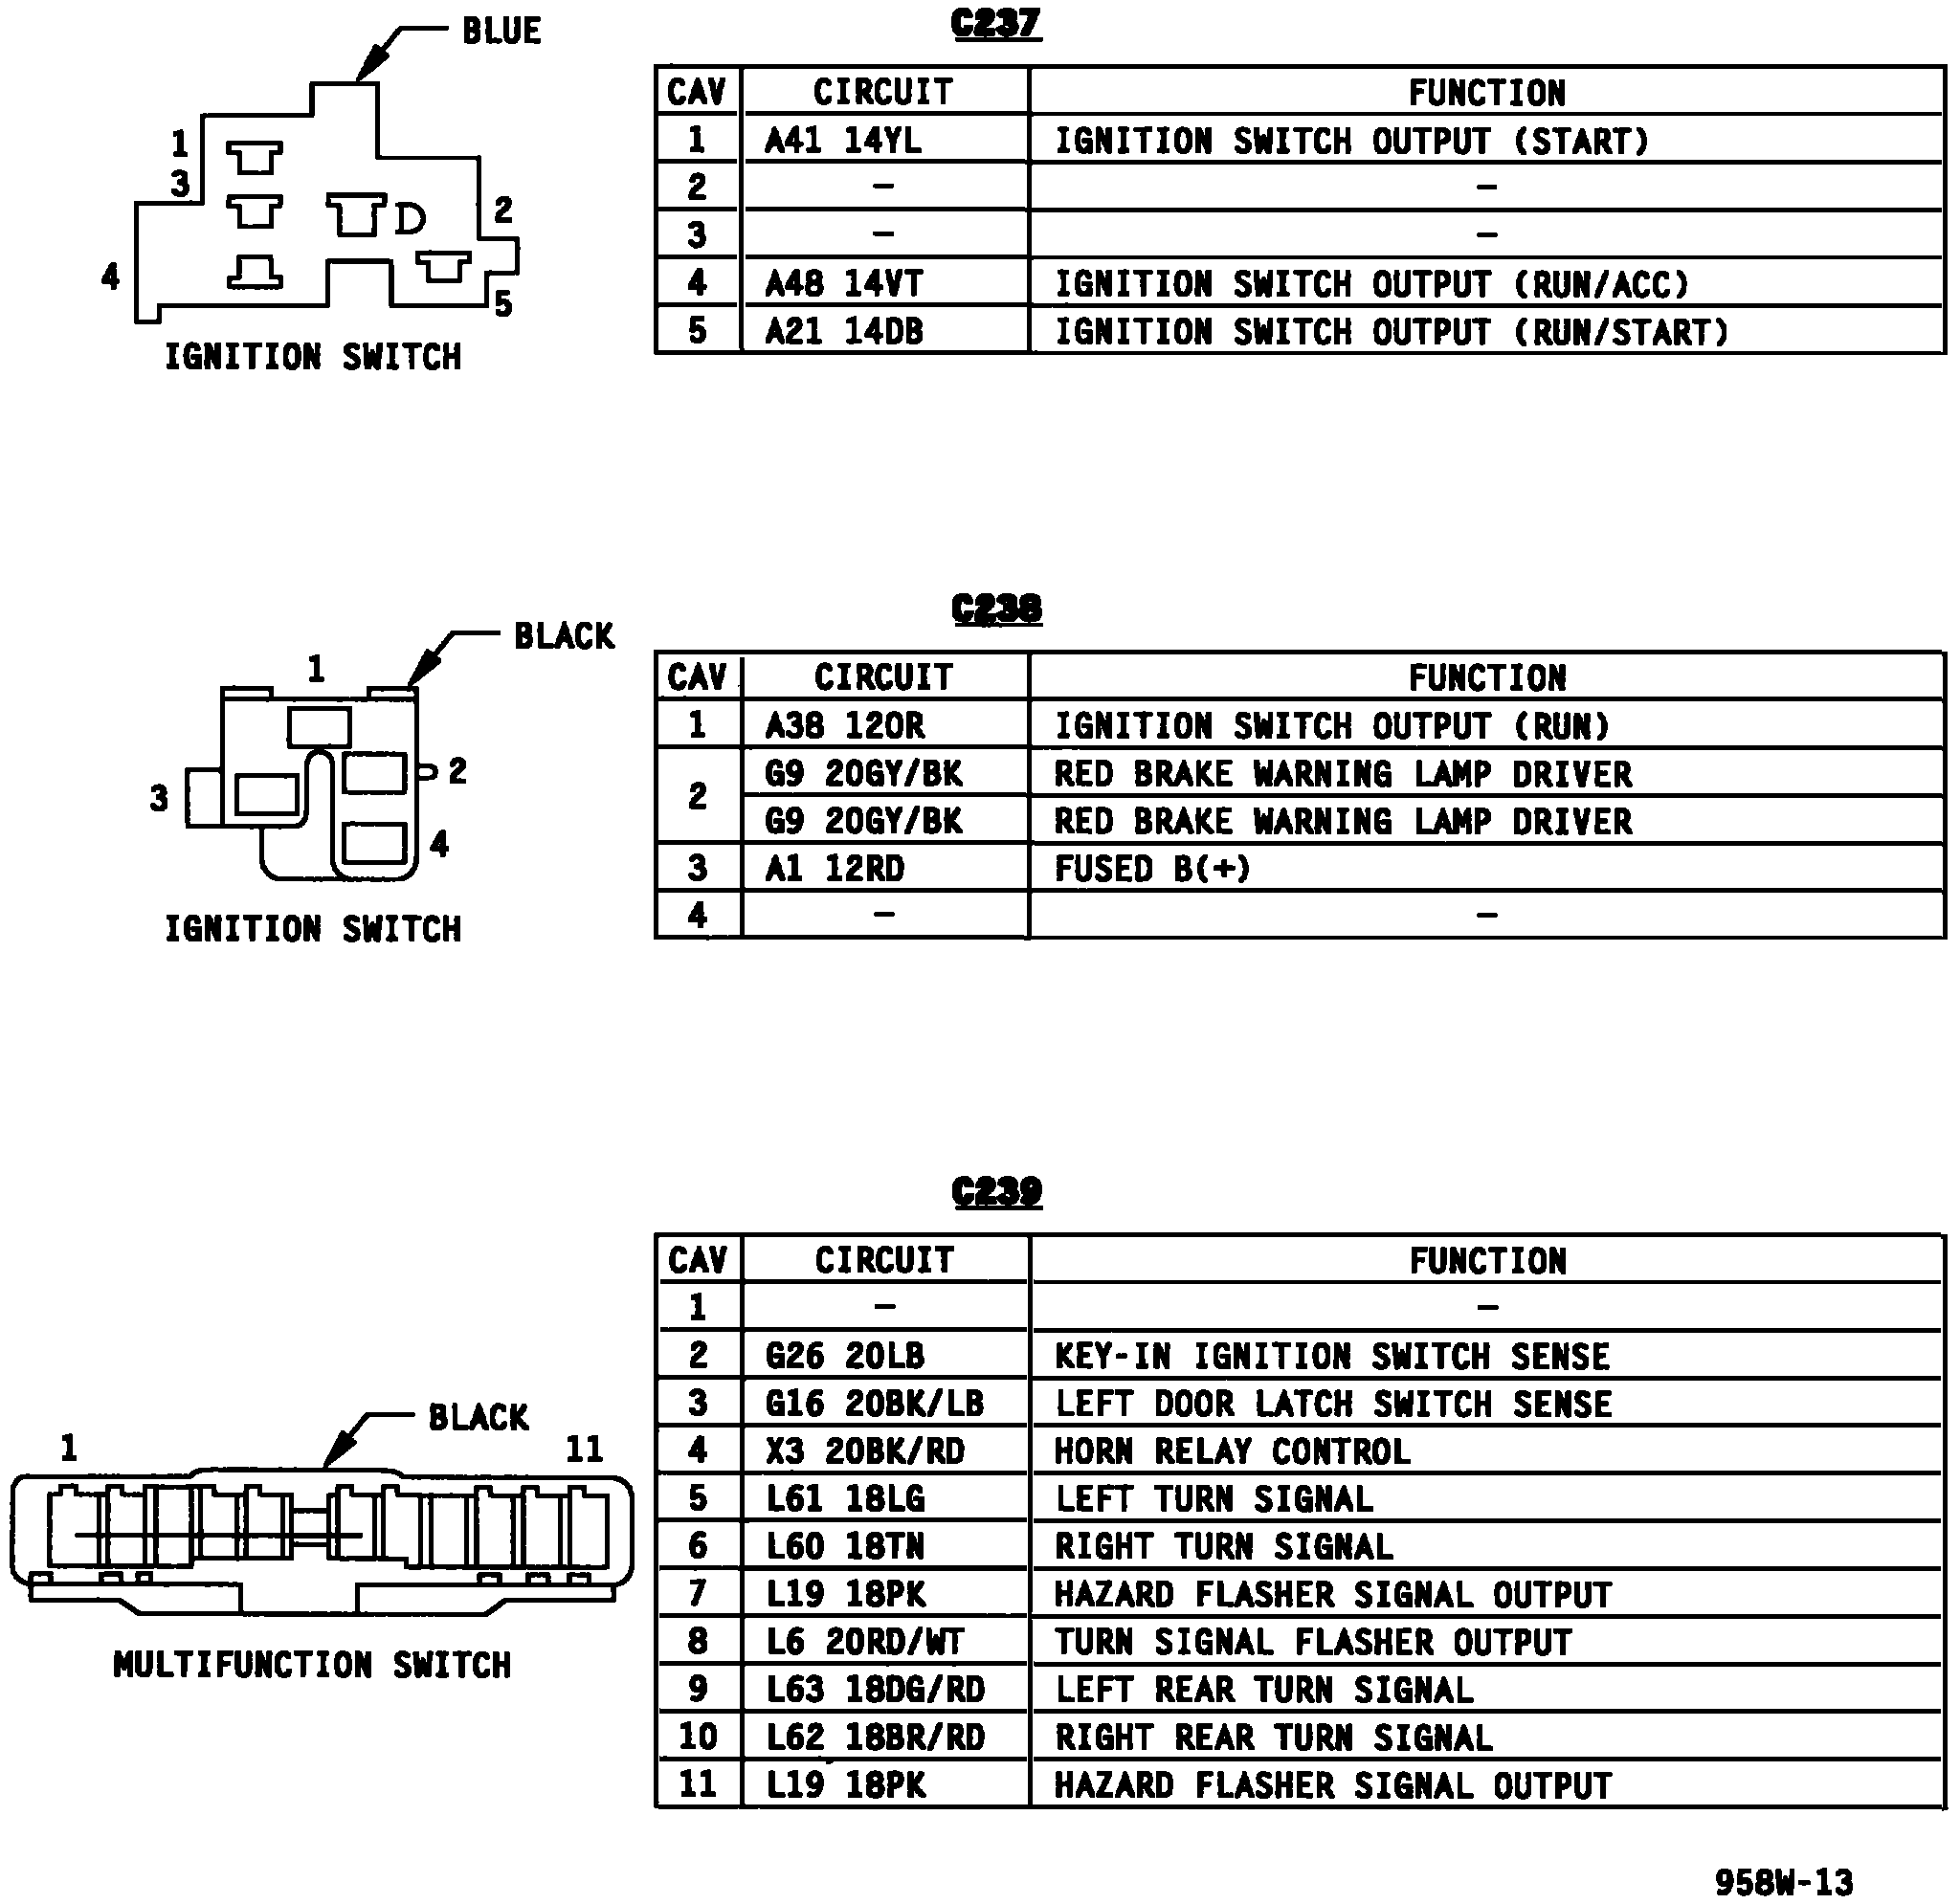 C237
BLUE
1
3
D
2
4
5
IGNITION SWITCH
CAV CIRCUIT FUNCTION
1 A41 14YL IGNITION SWITCH OUTPUT (START)
2 – –
3 – –
4 A48 14VT IGNITION SWITCH OUTPUT (RUN/ACC)
5 A21 14DB IGNITION SWITCH OUTPUT (RUN/START)
C238
BLACK
1
2
3
4
IGNITION SWITCH
CAV CIRCUIT FUNCTION
1 A38 12OR IGNITION SWITCH OUTPUT (RUN)
2 G9 20GY/BK RED BRAKE WARNING LAMP DRIVER
G9 20GY/BK RED BRAKE WARNING LAMP DRIVER
3 A1 12RD FUSED B(+)
4 – –
C239
BLACK
1 11
MULTIFUNCTION SWITCH
CAV CIRCUIT FUNCTION
1 – –
2 G26 20LB KEY-IN IGNITION SWITCH SENSE
3 G16 20BK/LB LEFT DOOR LATCH SWITCH SENSE
4 X3 20BK/RD HORN RELAY CONTROL
5 L61 18LG LEFT TURN SIGNAL
6 L60 18TN RIGHT TURN SIGNAL
7 L19 18PK HAZARD FLASHER SIGNAL OUTPUT
8 L6 20RD/WT TURN SIGNAL FLASHER OUTPUT
9 L63 18DG/RD LEFT REAR TURN SIGNAL
10 L62 18BR/RD RIGHT REAR TURN SIGNAL
11 L19 18PK HAZARD FLASHER SIGNAL OUTPUT
958W-13